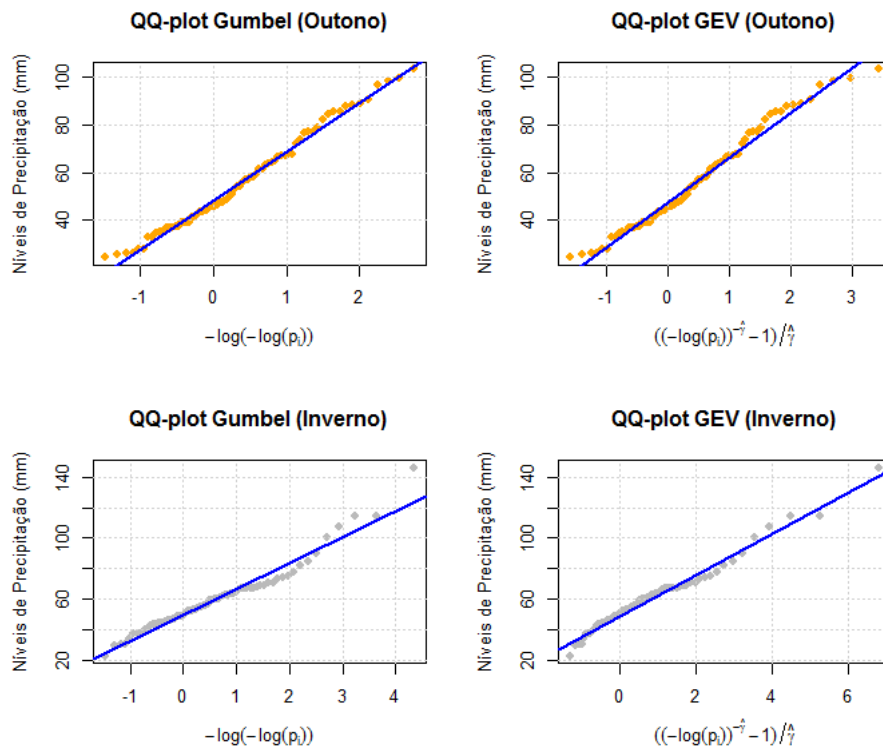 QQ-plot Gumbel (Outono)
Níveis de Precipitação (mm)
100
80
60
40
-1 0 1 2
−log(−log(pᵢ))
QQ-plot GEV (Outono)
Níveis de Precipitação (mm)
100
80
60
40
-1 0 1 2 3
((−log(pᵢ))^−γ̂ −1)/γ̂
QQ-plot Gumbel (Inverno)
Níveis de Precipitação (mm)
140
100
60
20
-1 0 1 2 3 4
−log(−log(pᵢ))
QQ-plot GEV (Inverno)
Níveis de Precipitação (mm)
140
100
60
20
0 2 4 6
((−log(pᵢ))^−γ̂ −1)/γ̂